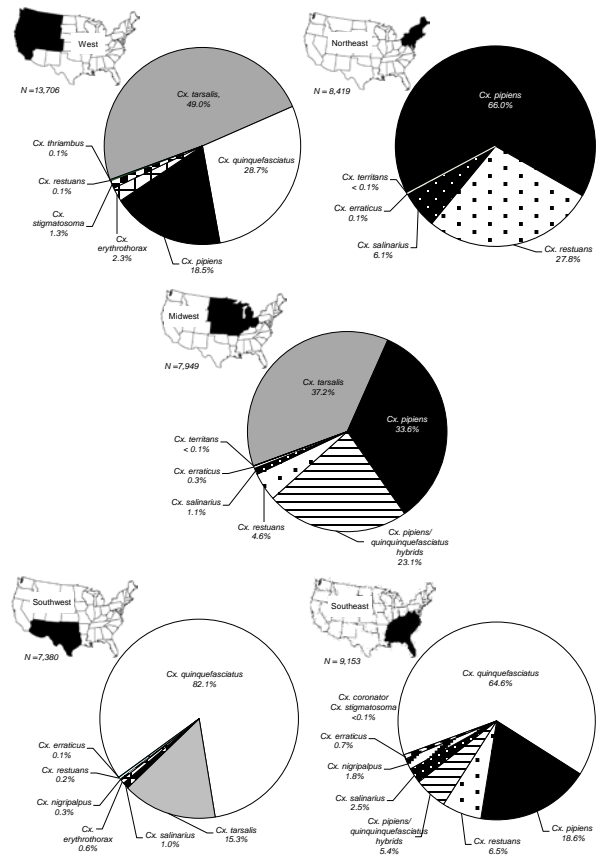 West
N =13,706
Cx. tarsalis,
49.0%
Cx. quinquefasciatus
28.7%
Cx. thriambus
0.1%
Cx. restuans
0.1%
Cx.
stigmatosoma
1.3%
Cx.
erythrothorax
2.3%
Cx. pipiens
18.5%
Northeast
N = 8,419
Cx. pipiens
66.0%
Cx. territans
< 0.1%
Cx. erraticus
0.1%
Cx. salinarius
6.1%
Cx. restuans
27.8%
Midwest
N =7,949
Cx. tarsalis
37.2%
Cx. pipiens
33.6%
Cx. territans
< 0.1%
Cx. erraticus
0.3%
Cx. salinarius
1.1%
Cx. restuans
4.6%
Cx. pipiens/
quinquinquefasciatus
hybrids
23.1%
Southwest
N =7,380
Cx. quinquefasciatus
82.1%
Cx. erraticus
0.1%
Cx. restuans
0.2%
Cx. nigripalpus
0.3%
Cx.
erythrothorax
0.6%
Cx. salinarius
1.0%
Cx. tarsalis
15.3%
Southeast
N = 9,153
Cx. quinquefasciatus
64.6%
Cx. coronator
Cx. stigmatosoma
<0.1%
Cx. erraticus
0.7%
Cx. nigripalpus
1.8%
Cx. salinarius
2.5%
Cx. pipiens/
quinquinquefasciatus
hybrids
5.4%
Cx. restuans
6.5%
Cx. pipiens
18.6%